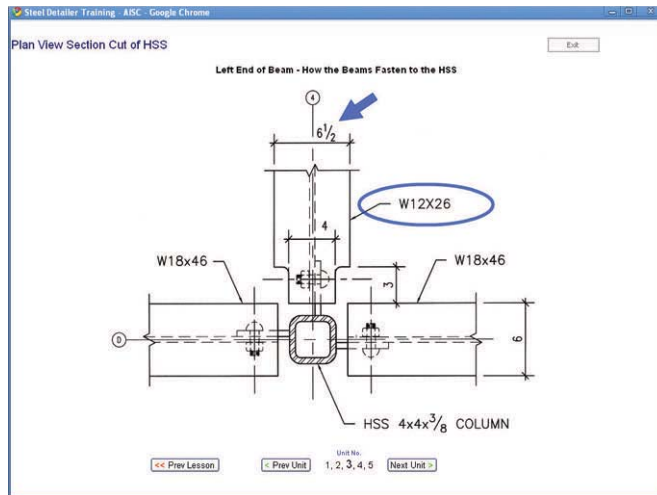 Steel Detailer Training - AISC - Google Chrome
Plan View Section Cut of HSS
Exit
Left End of Beam - How the Beams Fasten to the HSS
4
6 1/2
W12X26
4
W18x46
3
W18x46
D
6
HSS 4x4x3/8 COLUMN
Unit No.
<< Prev Lesson
< Prev Unit
1, 2, 3, 4, 5
Next Unit >